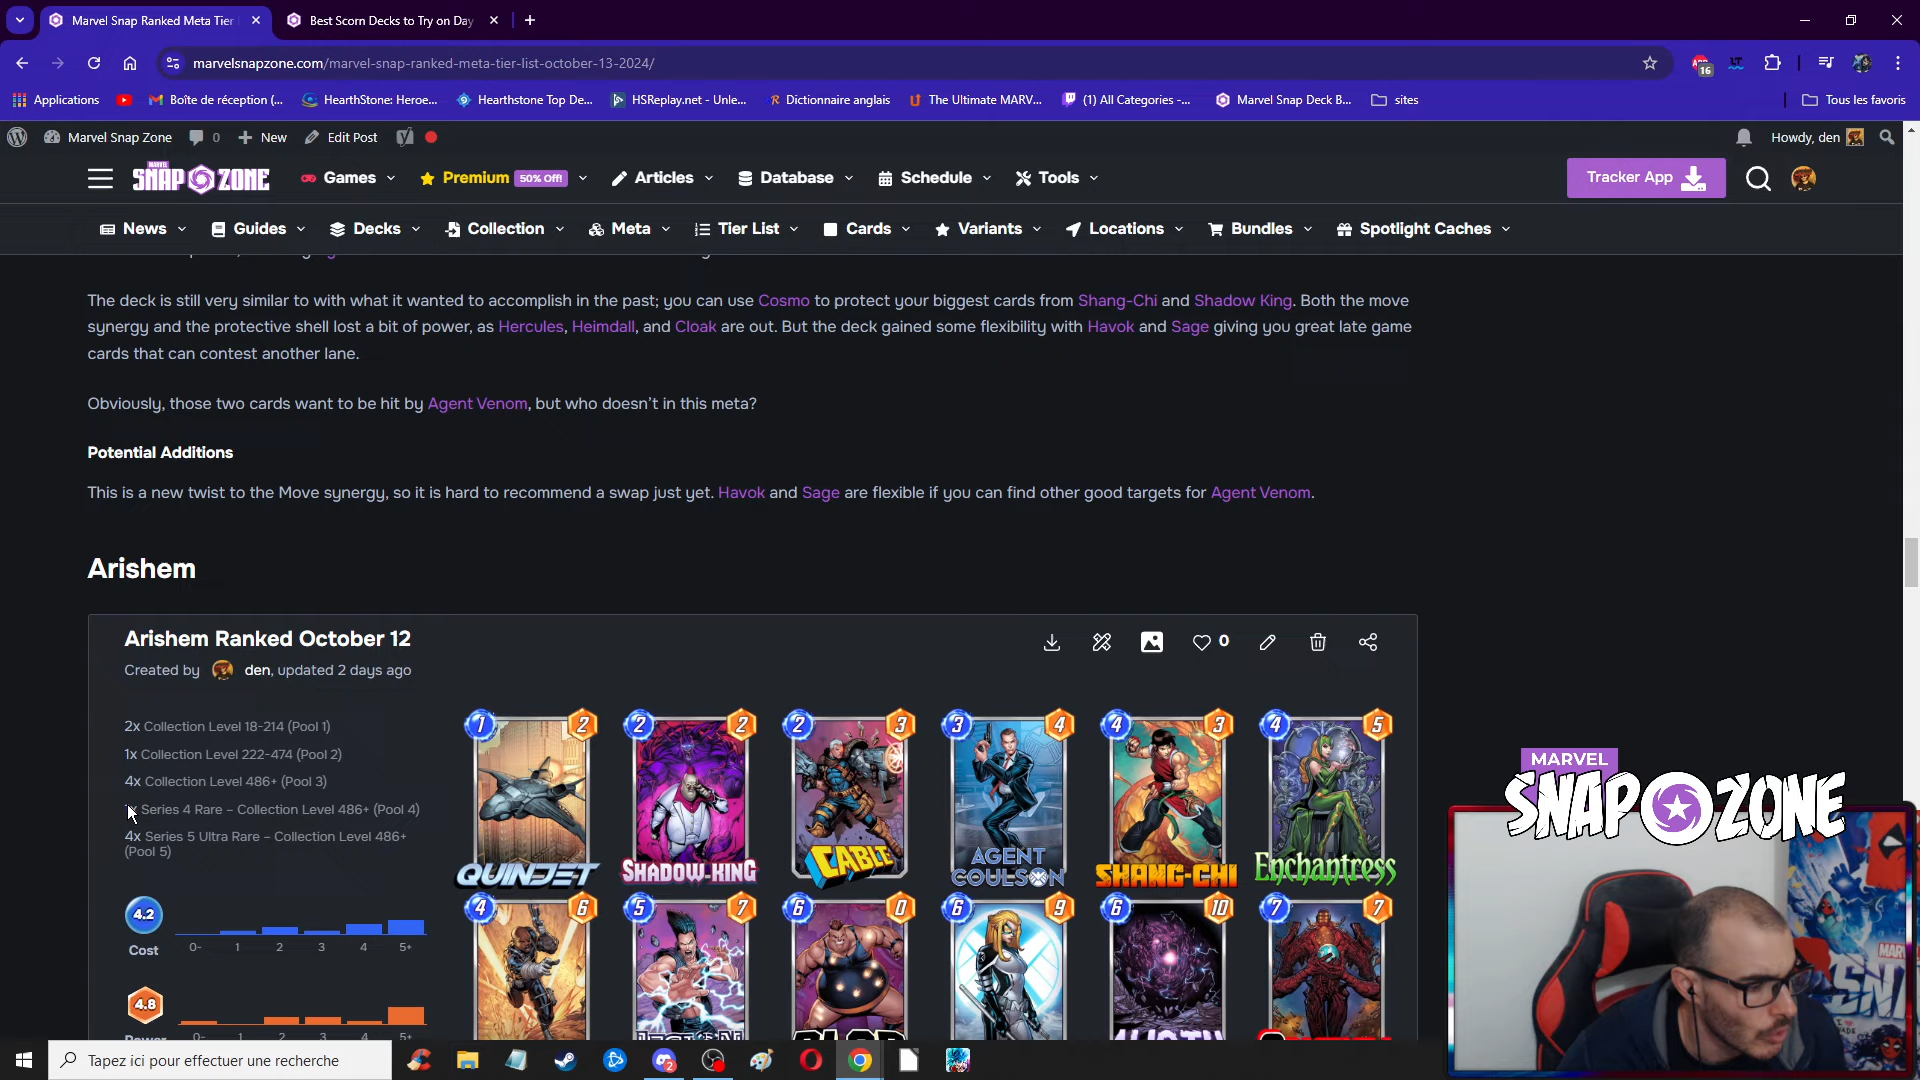 Marvel Snap Ranked Meta Tier
Best Scorn Decks to Try on Day
marvelsnapzone.com/marvel-snap-ranked-meta-tier-list-october-13-2024/
16
Applications
Boîte de réception (...
HearthStone: Heroe...
Hearthstone Top De...
HSReplay.net - Unle...
Dictionnaire anglais
The Ultimate MARV...
(1) All Categories -...
Marvel Snap Deck B...
sites
Tous les favoris
Marvel Snap Zone
0
New
Edit Post
Howdy, den
MARVEL
SNAP ZONE
Games
Premium 50% Off!
Articles
Database
Schedule
Tools
Tracker App
News
Guides
Decks
Collection
Meta
Tier List
Cards
Variants
Locations
Bundles
Spotlight Caches
The deck is still very similar to with what it wanted to accomplish in the past; you can use Cosmo to protect your biggest cards from Shang-Chi and Shadow King. Both the move
synergy and the protective shell lost a bit of power, as Hercules, Heimdall, and Cloak are out. But the deck gained some flexibility with Havok and Sage giving you great late game
cards that can contest another lane.
Obviously, those two cards want to be hit by Agent Venom, but who doesn't in this meta?
Potential Additions
This is a new twist to the Move synergy, so it is hard to recommend a swap just yet. Havok and Sage are flexible if you can find other good targets for Agent Venom.
Arishem
Arishem Ranked October 12
0
Created by den, updated 2 days ago
2x Collection Level 18-214 (Pool 1)
1x Collection Level 222-474 (Pool 2)
4x Collection Level 486+ (Pool 3)
Series 4 Rare – Collection Level 486+ (Pool 4)
4x Series 5 Ultra Rare – Collection Level 486+
(Pool 5)
4.2
Cost
0- 1 2 3 4 5+
4.8
0- 1 2 3 4 5+
1 2 2 2 2 3 3 4 4 3 4 5
QUINJET
SHADOW-KING
CABLE
AGENT
COULSON
SHANG-CHI
Enchantress
4 6 5 7 6 0 6 9 6 10 7 7
BLOB
MARVEL
SNAP ZONE
Tapez ici pour effectuer une recherche
2